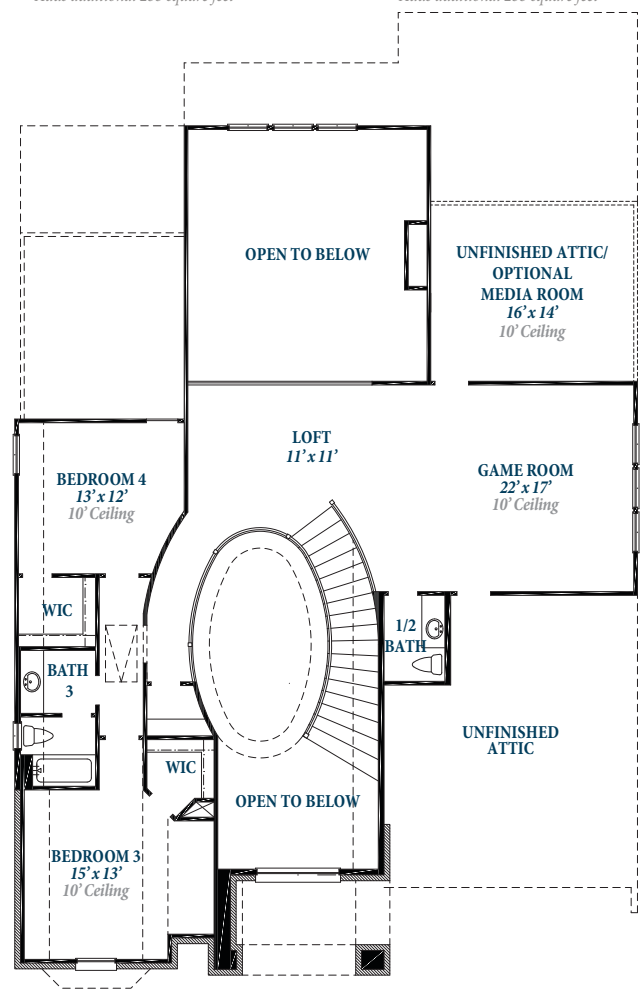 OPEN TO BELOW
UNFINISHED ATTIC/
OPTIONAL
MEDIA ROOM
16’ x 14’
10’ Ceiling
LOFT
11’ x 11’
BEDROOM 4
13’ x 12’
10’ Ceiling
GAME ROOM
22’ x 17’
10’ Ceiling
WIC
1/2
BATH
BATH
3
UNFINISHED
ATTIC
WIC
OPEN TO BELOW
BEDROOM 3
15’ x 13’
10’ Ceiling